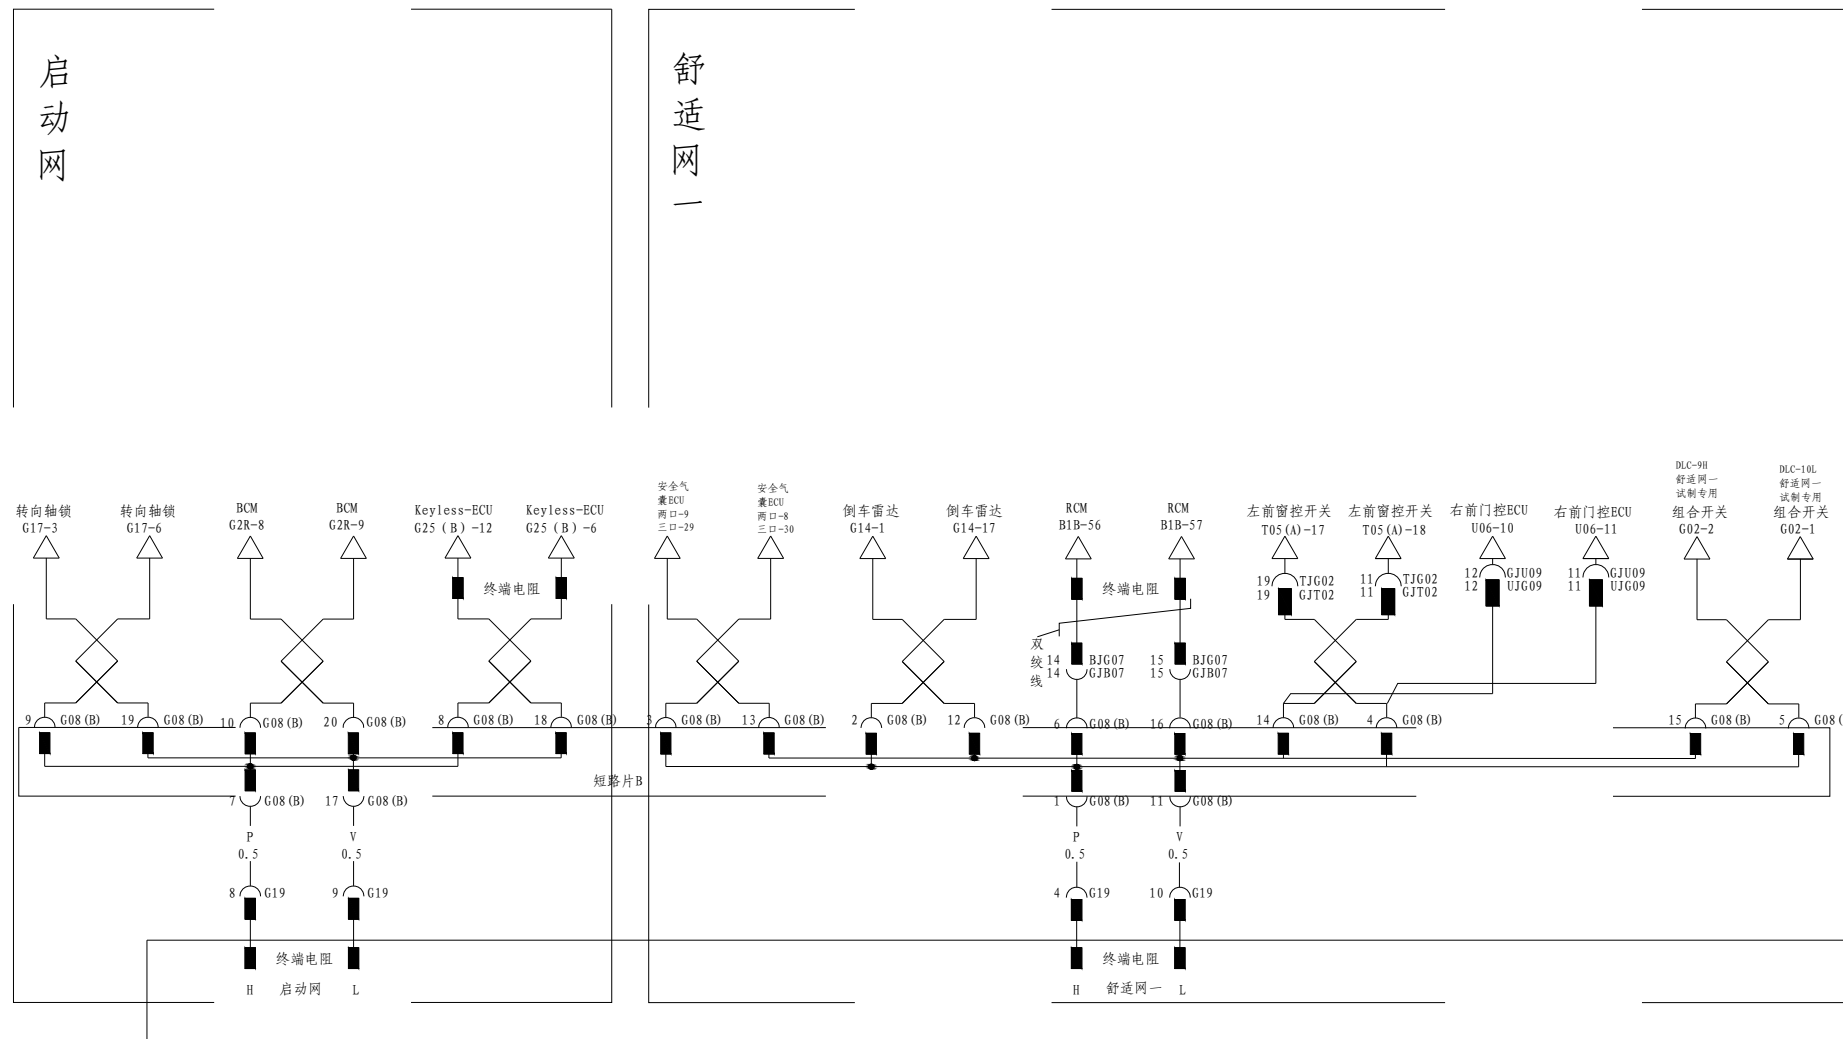 启动网
舒适网一
转向轴锁
G17-3
转向轴锁
G17-6
BCM
G2R-8
BCM
G2R-9
Keyless-ECU
G25(B)-12
Keyless-ECU
G25(B)-6
安全气
囊ECU
两口-9
三口-29
安全气
囊ECU
两口-8
三口-30
倒车雷达
G14-1
倒车雷达
G14-17
RCM
B1B-56
RCM
B1B-57
左前窗控开关
T05(A)-17
左前窗控开关
T05(A)-18
右前门控ECU
U06-10
右前门控ECU
U06-11
DLC-9H
舒适网一
试制专用
组合开关
G02-2
DLC-10L
舒适网一
试制专用
组合开关
G02-1
终端电阻
终端电阻
19 TJG02
19 GJT02
11 TJG02
11 GJT02
12 GJU09
12 UJG09
11 GJU09
11 UJG09
双绞线
14 BJG07
14 GJB07
15 BJG07
15 GJB07
9 G08(B)
19 G08(B)
10 G08(B)
20 G08(B)
8 G08(B)
18 G08(B)
3 G08(B)
13 G08(B)
2 G08(B)
12 G08(B)
6 G08(B)
16 G08(B)
14 G08(B)
4 G08(B)
15 G08(B)
5 G08(
短路片B
7 G08(B)
17 G08(B)
1 G08(B)
11 G08(B)
P
0.5
V
0.5
P
0.5
V
0.5
8 G19
9 G19
4 G19
10 G19
终端电阻
终端电阻
H 启动网 L
H 舒适网一 L